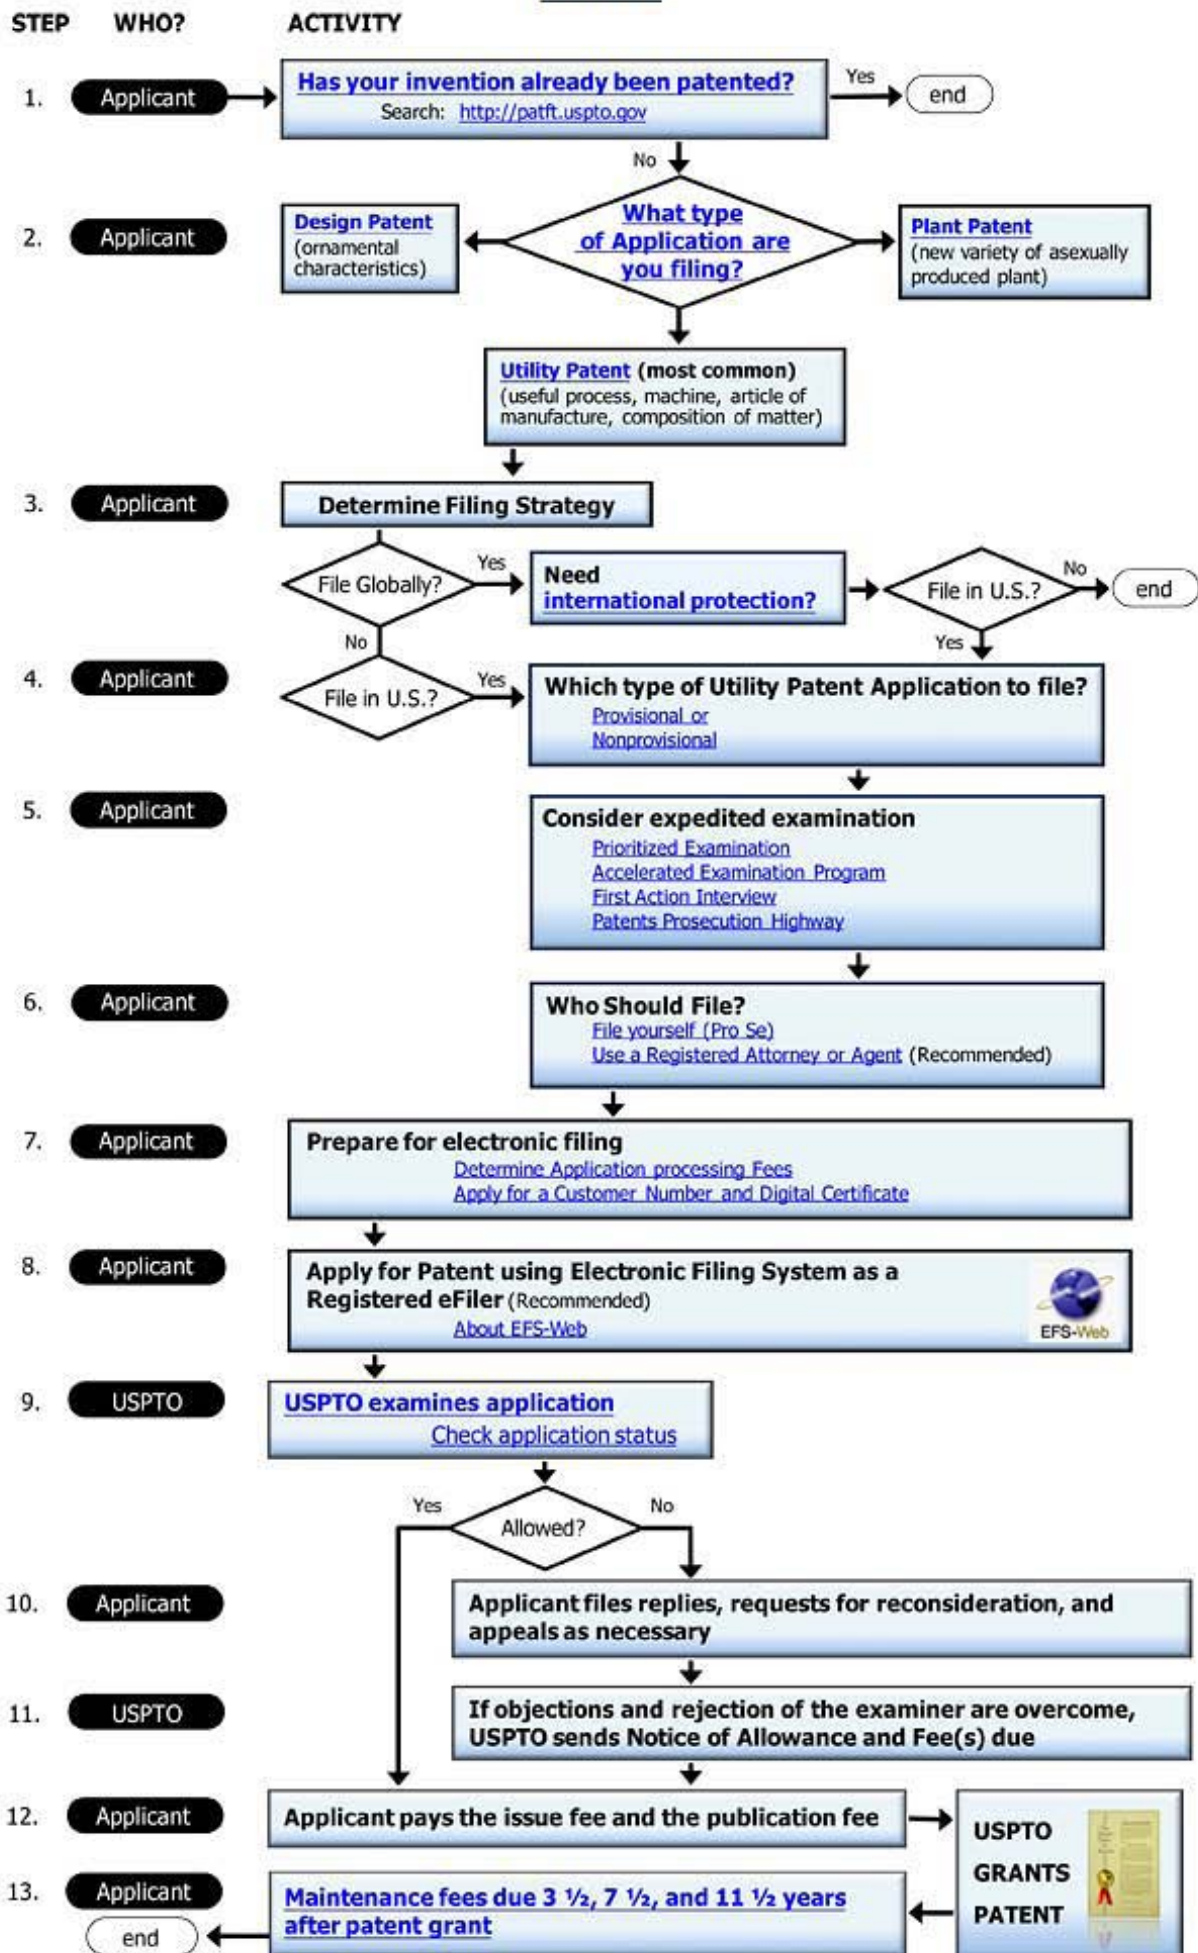 STEP WHO? ACTIVITY
1. Applicant
Has your invention already been patented?
Search: http://patft.uspto.gov
Yes
end
No
2. Applicant
Design Patent
(ornamental
characteristics)
What type
of Application are
you filing?
Plant Patent
(new variety of asexually
produced plant)
Utility Patent (most common)
(useful process, machine, article of
manufacture, composition of matter)
3. Applicant
Determine Filing Strategy
File Globally?
Yes
Need
international protection?
File in U.S.?
No
end
No
Yes
4. Applicant
File in U.S.?
Yes
Which type of Utility Patent Application to file?
Provisional or
Nonprovisional
5. Applicant
Consider expedited examination
Prioritized Examination
Accelerated Examination Program
First Action Interview
Patents Prosecution Highway
6. Applicant
Who Should File?
File yourself (Pro Se)
Use a Registered Attorney or Agent (Recommended)
7. Applicant
Prepare for electronic filing
Determine Application processing Fees
Apply for a Customer Number and Digital Certificate
8. Applicant
Apply for Patent using Electronic Filing System as a
Registered eFiler (Recommended)
About EFS-Web
EFS-Web
9. USPTO
USPTO examines application
Check application status
Yes
Allowed?
No
10. Applicant
Applicant files replies, requests for reconsideration, and
appeals as necessary
11. USPTO
If objections and rejection of the examiner are overcome,
USPTO sends Notice of Allowance and Fee(s) due
12. Applicant
Applicant pays the issue fee and the publication fee
USPTO
GRANTS
PATENT
13. Applicant
Maintenance fees due 3 ½, 7 ½, and 11 ½ years
after patent grant
end